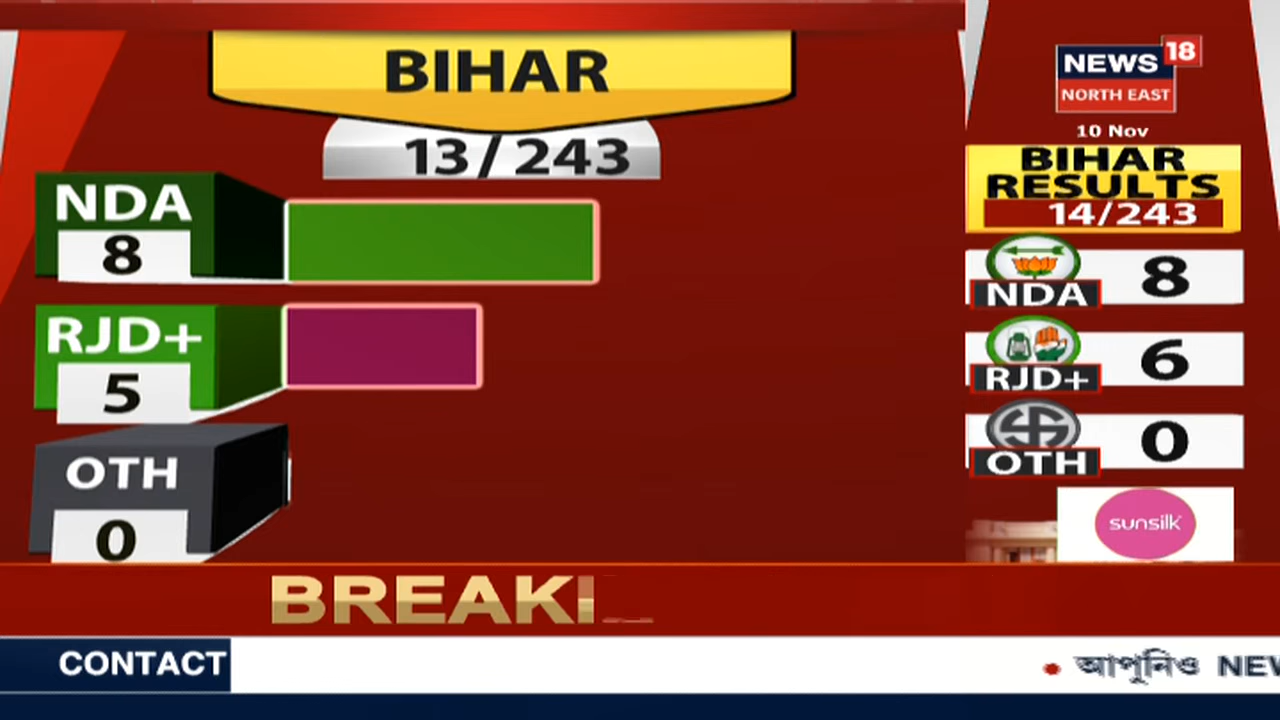 BIHAR
13/243
NDA
8
RJD+
5
OTH
0
NEWS 18
NORTH EAST
10 Nov
BIHAR
RESULTS
14/243
NDA 8
RJD+ 6
OTH 0
sunsilk
BREAKI
CONTACT
আপুনিও NEW